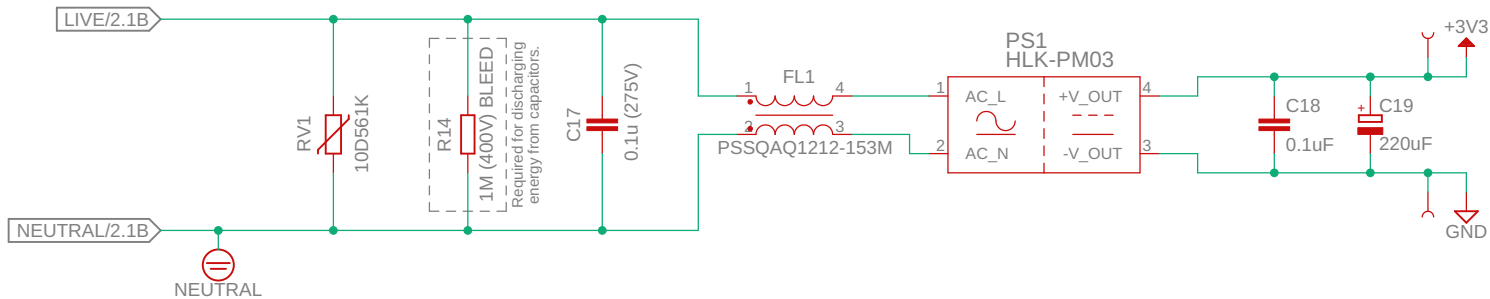 LIVE/2.1B
+3V3
PS1
HLK-PM03
RV1
10D561K
R14
1M (400V) BLEED
Required for discharging
energy from capacitors.
C17
0.1u (275V)
FL1
1
4
2
3
PSSQAQ1212-153M
1
AC_L
+V_OUT
4
2
AC_N
-V_OUT
3
C18
0.1uF
+
C19
220uF
NEUTRAL/2.1B
GND
NEUTRAL